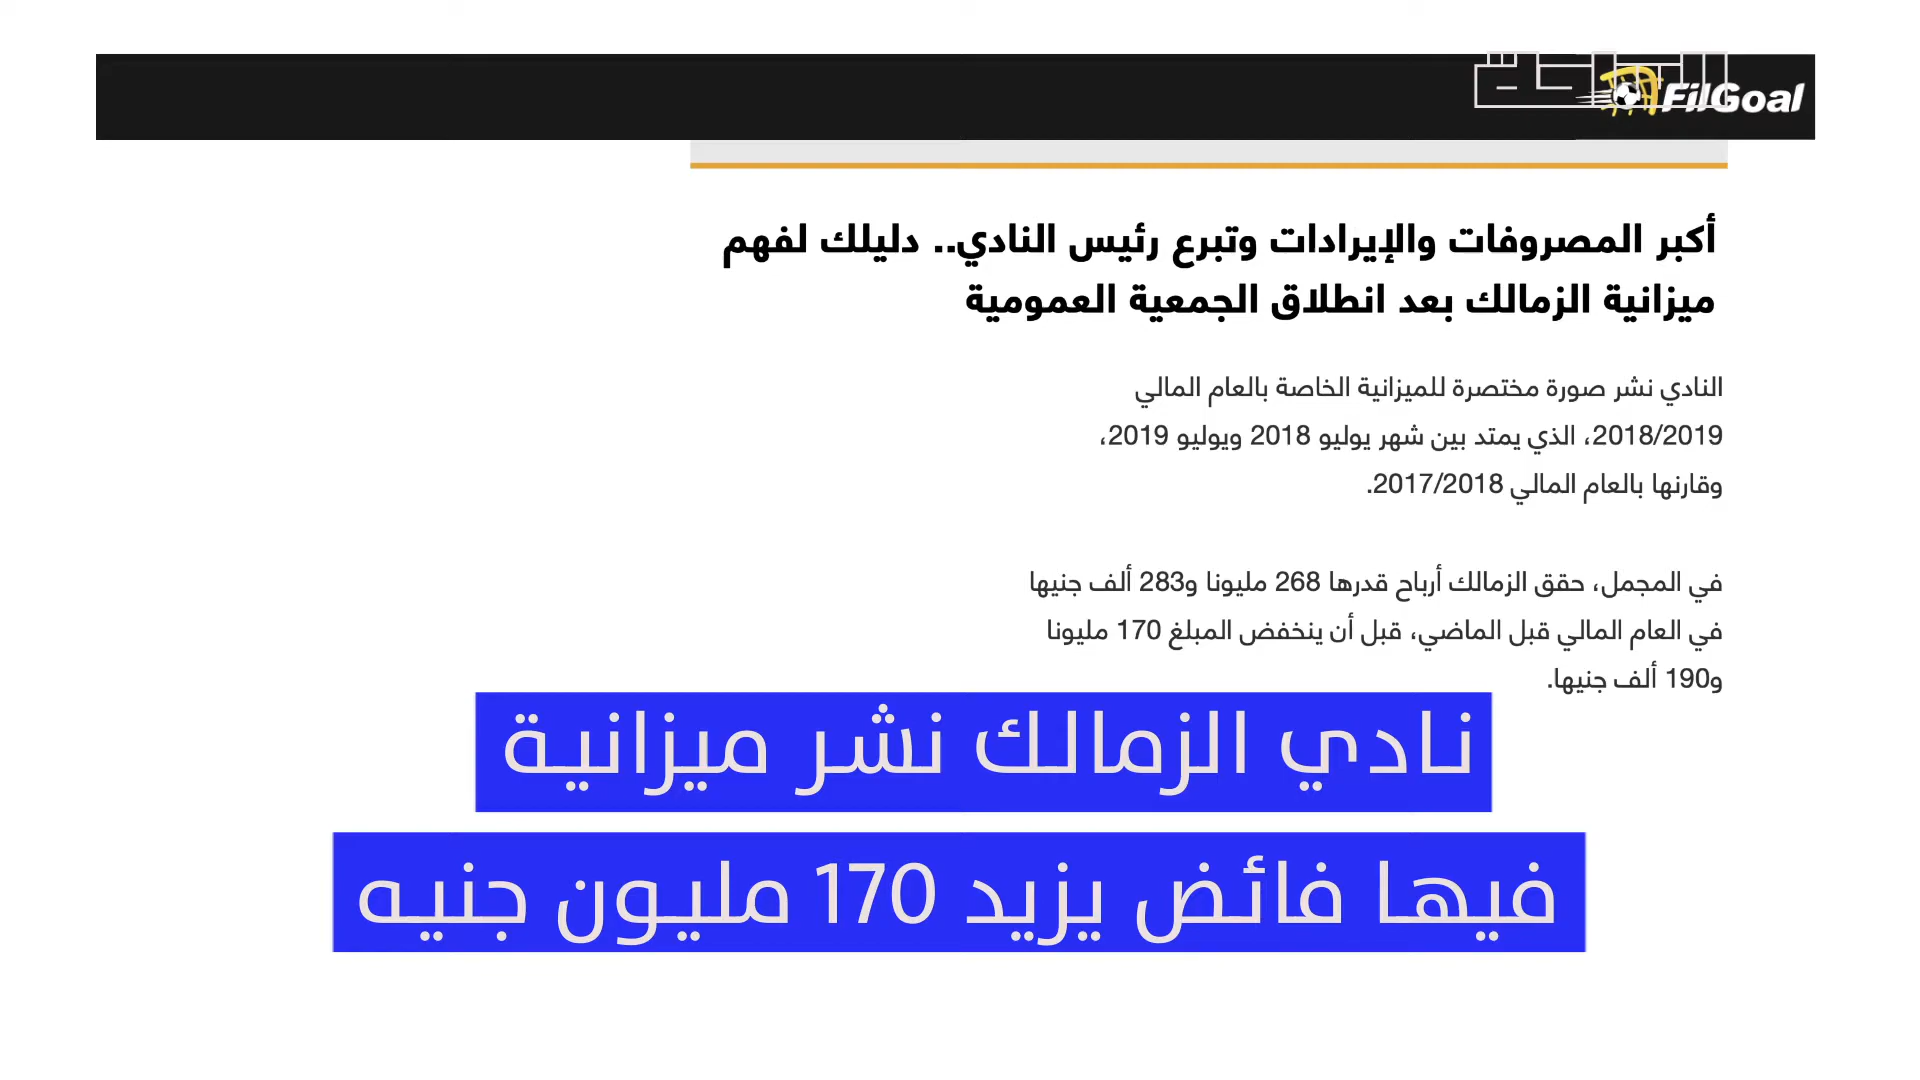 FilGoal
أكبر المصروفات والإيرادات وتبرع رئيس النادي.. دليلك لفهم
ميزانية الزمالك بعد انطلاق الجمعية العمومية
النادي نشر صورة مختصرة للميزانية الخاصة بالعام المالي
2018/2019، الذي يمتد بين شهر يوليو 2018 ويوليو 2019،
وقارنها بالعام المالي 2017/2018.
في المجمل، حقق الزمالك أرباح قدرها 268 مليونا و283 ألف جنيها
في العام المالي قبل الماضي، قبل أن ينخفض المبلغ 170 مليونا
و190 ألف جنيها.
نادي الزمالك نشر ميزانية
فيها فائض يزيد 170 مليون جنيه